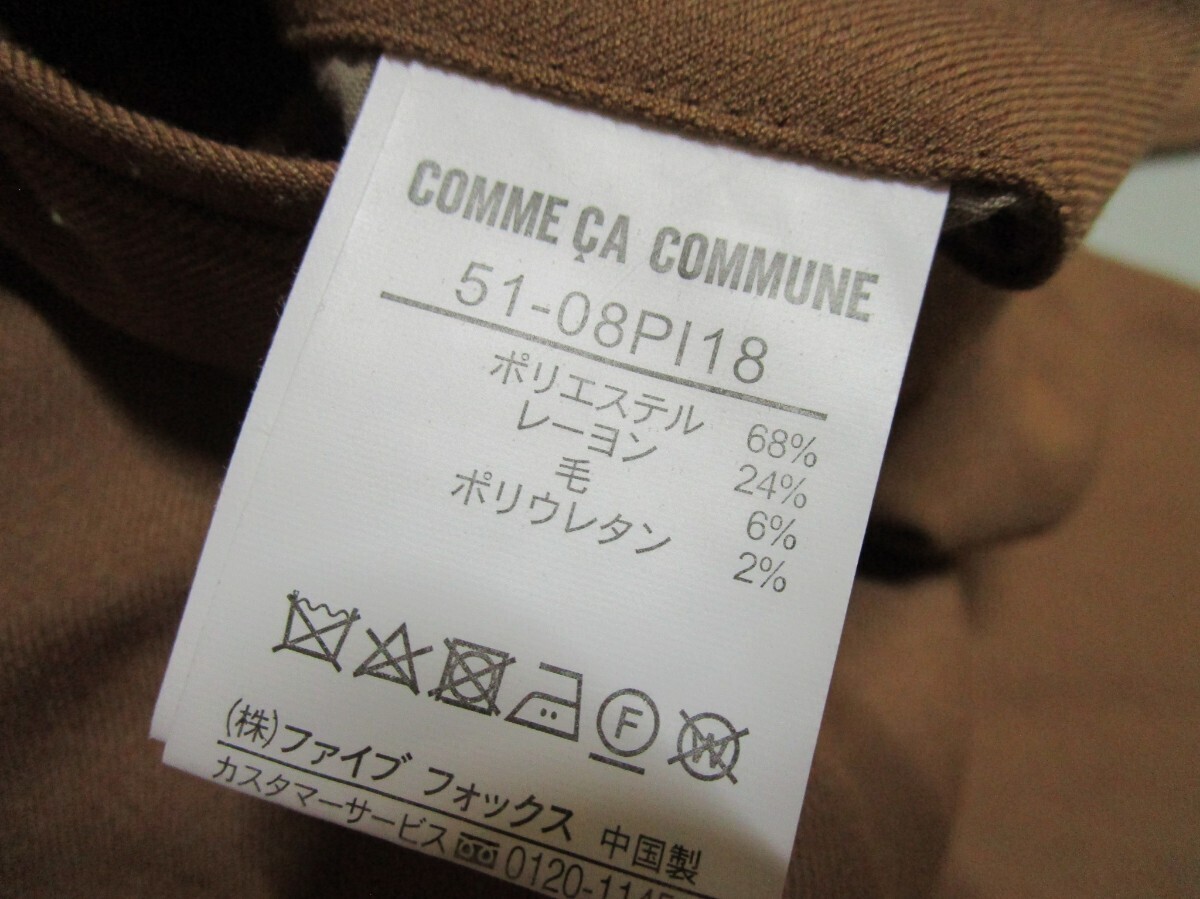 COMME ÇA COMMUNE
51-08PI18
ポリエステル 68%
レーヨン 24%
毛 6%
ポリウレタン 2%
F W
(株)ファイブ フォックス 中国製
カスタマーサービス 0120-114